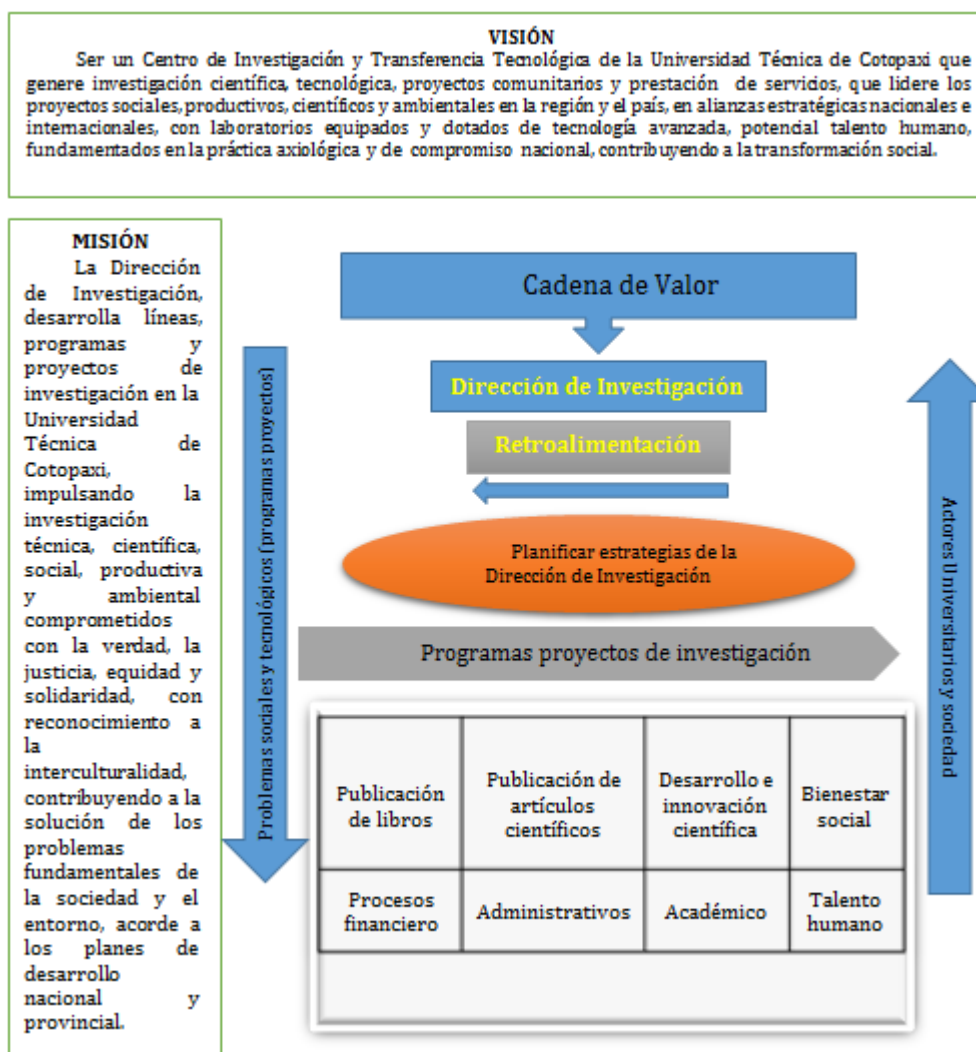 VISIÓN
Ser un Centro de Investigación y Transferencia Tecnológica de la Universidad Técnica de Cotopaxi que
genere investigación científica, tecnológica, proyectos comunitarios y prestación de servicios, que lidere los
proyectos sociales, productivos, científicos y ambientales en la región y el país, en alianzas estratégicas nacionales e
internacionales, con laboratorios equipados y dotados de tecnología avanzada, potencial talento humano,
fundamentados en la práctica axiológica y de compromiso nacional, contribuyendo a la transformación social.
MISIÓN
La Dirección
de Investigación,
desarrolla líneas,
programas y
proyectos de
investigación en la
Universidad
Técnica de
Cotopaxi,
impulsando la
investigación
técnica, científica,
social, productiva
y ambiental
comprometidos
con la verdad, la
justicia, equidad y
solidaridad, con
reconocimiento a
la
interculturalidad,
contribuyendo a la
solución de los
problemas
fundamentales de
la sociedad y el
entorno, acorde a
los planes de
desarrollo
nacional y
provincial.
Problemas sociales y tecnológicos (programas proyectos)
Cadena de Valor
Dirección de Investigación
Retroalimentación
Planificar estrategias de la
Dirección de Investigación
Programas proyectos de investigación
Publicación
de libros
Publicación de
artículos
científicos
Desarrollo e
innovación
científica
Bienestar
social
Procesos
financiero
Administrativos
Académico
Talento
humano
Actores Universitarios y sociedad